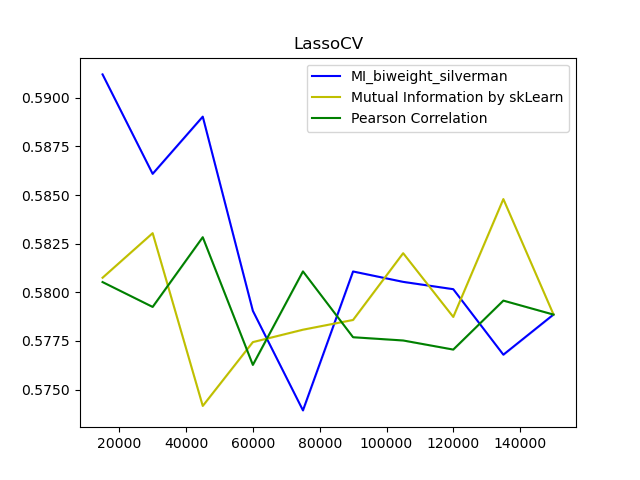 LassoCV
MI_biweight_silverman
Mutual Information by skLearn
Pearson Correlation
0.5900
0.5875
0.5850
0.5825
0.5800
0.5775
0.5750
20000 40000 60000 80000 100000 120000 140000